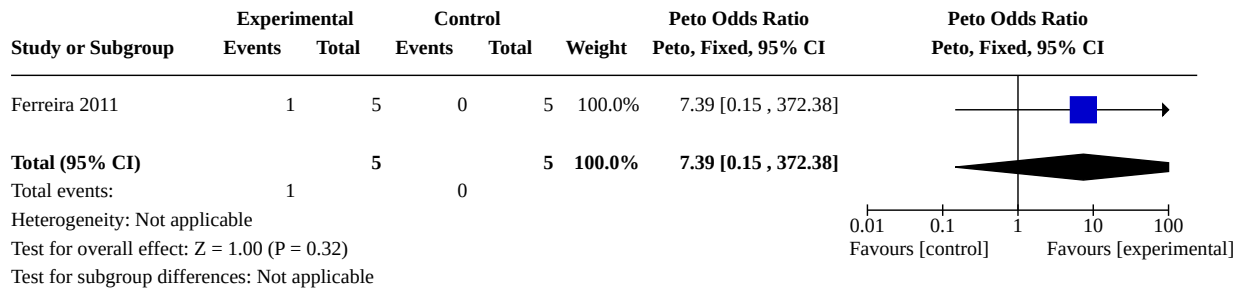 Experimental Control Peto Odds Ratio Peto Odds Ratio
Study or Subgroup Events Total Events Total Weight Peto, Fixed, 95% CI Peto, Fixed, 95% CI
Ferreira 2011 1 5 0 5 100.0% 7.39 [0.15 , 372.38]
Total (95% CI) 5 5 100.0% 7.39 [0.15 , 372.38]
Total events: 1 0
Heterogeneity: Not applicable
0.01 0.1 1 10 100
Test for overall effect: Z = 1.00 (P = 0.32)
Favours [control] Favours [experimental]
Test for subgroup differences: Not applicable